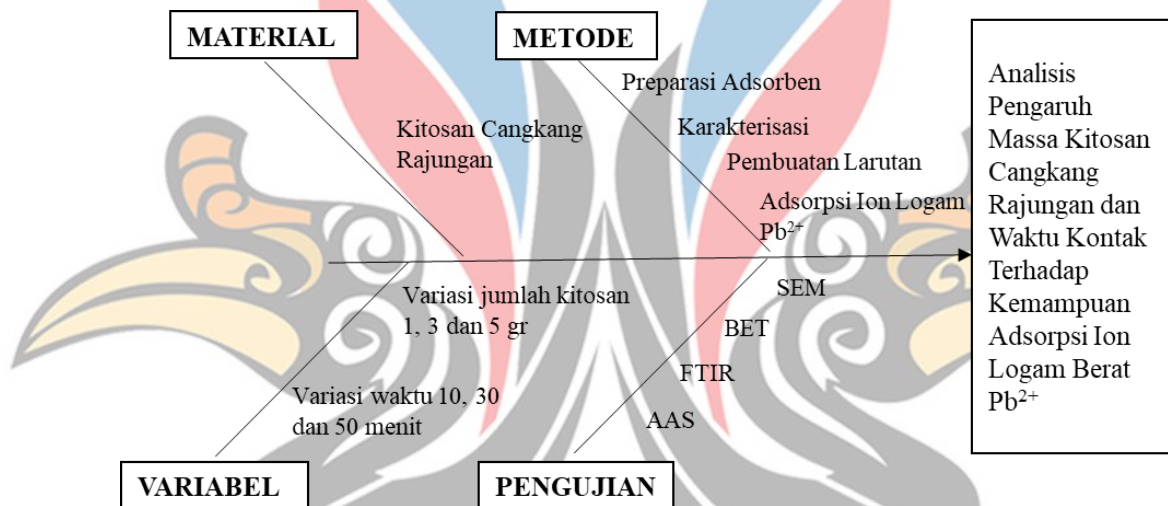 MATERIAL
METODE
Preparasi Adsorben
Karakterisasi
Pembuatan Larutan
Adsorpsi Ion Logam
Pb²⁺
Kitosan Cangkang
Rajungan
Variasi jumlah kitosan
1, 3 dan 5 gr
Variasi waktu 10, 30
dan 50 menit
SEM
BET
FTIR
AAS
VARIABEL
PENGUJIAN
Analisis
Pengaruh
Massa Kitosan
Cangkang
Rajungan dan
Waktu Kontak
Terhadap
Kemampuan
Adsorpsi Ion
Logam Berat
Pb²⁺